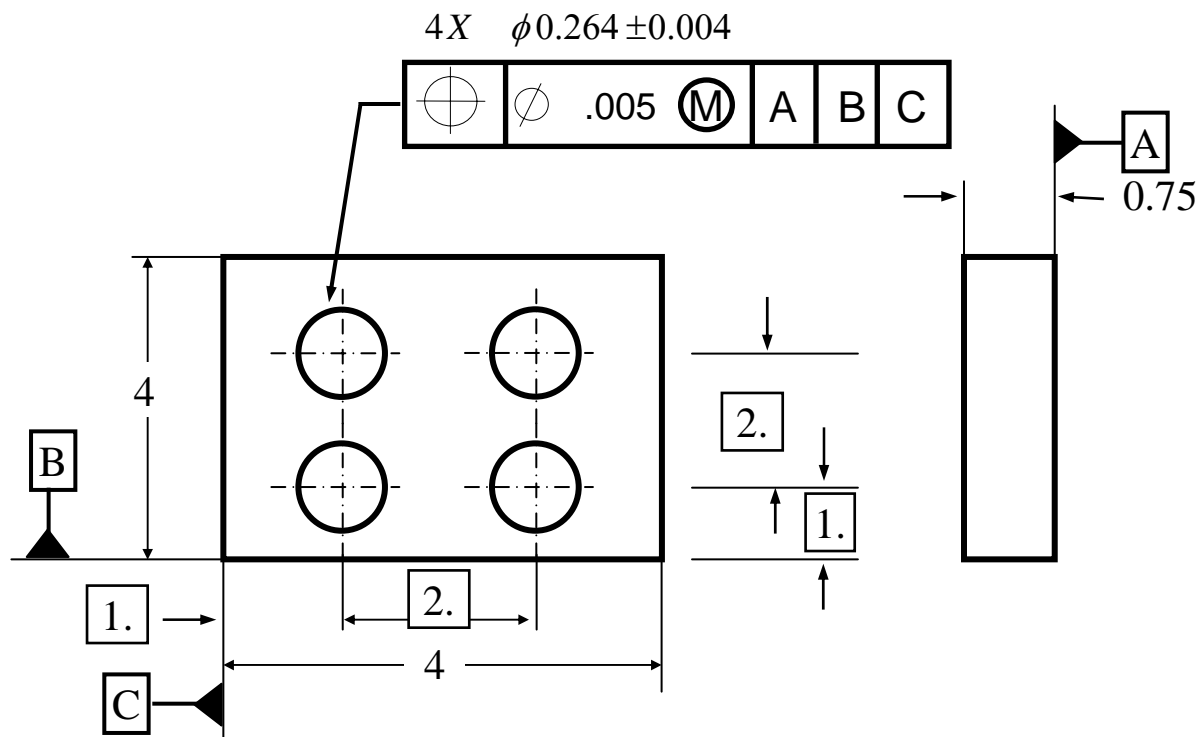 4X ϕ0.264 ±0.004
⌖ ⌀ .005 Ⓜ A B C
A
0.75
4
2.
B
1.
1.
2.
4
C